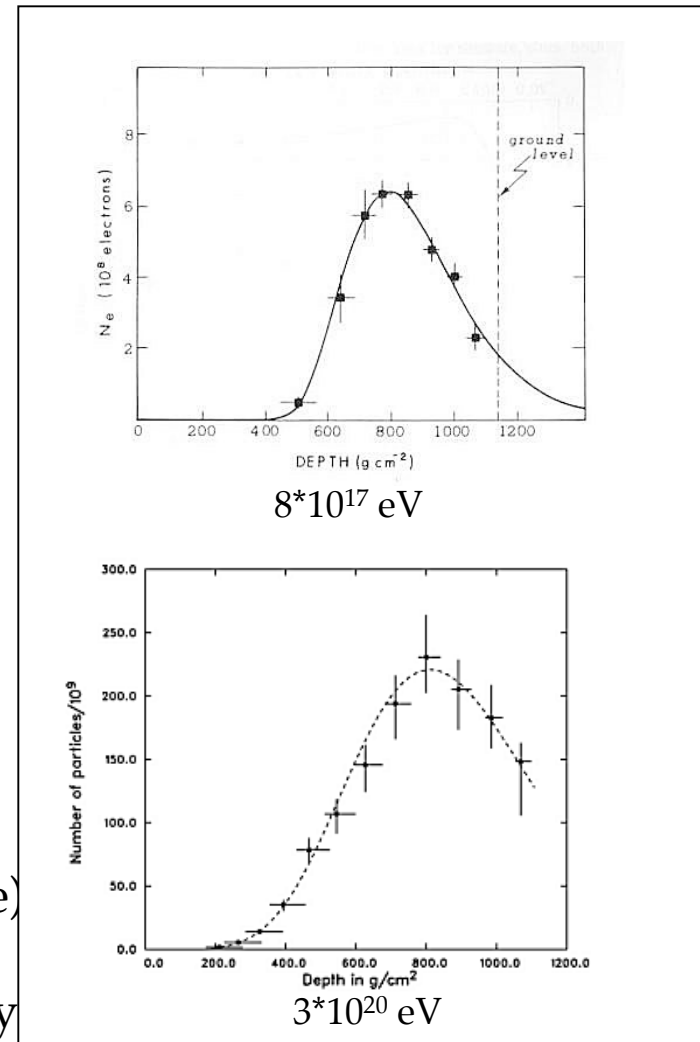 8
6
4
2
N e (10⁸ electrons)
ground
level
0 200 400 600 800 1000 1200
DEPTH (g cm⁻²)
8*10¹⁷ eV
300.0
250.0
200.0
150.0
100.0
50.0
0.0
Number of particles/10⁹
0.0 200.0 400.0 600.0 800.0 1000.0 1200.0
Depth in g/cm²
3*10²⁰ eV
e)
y